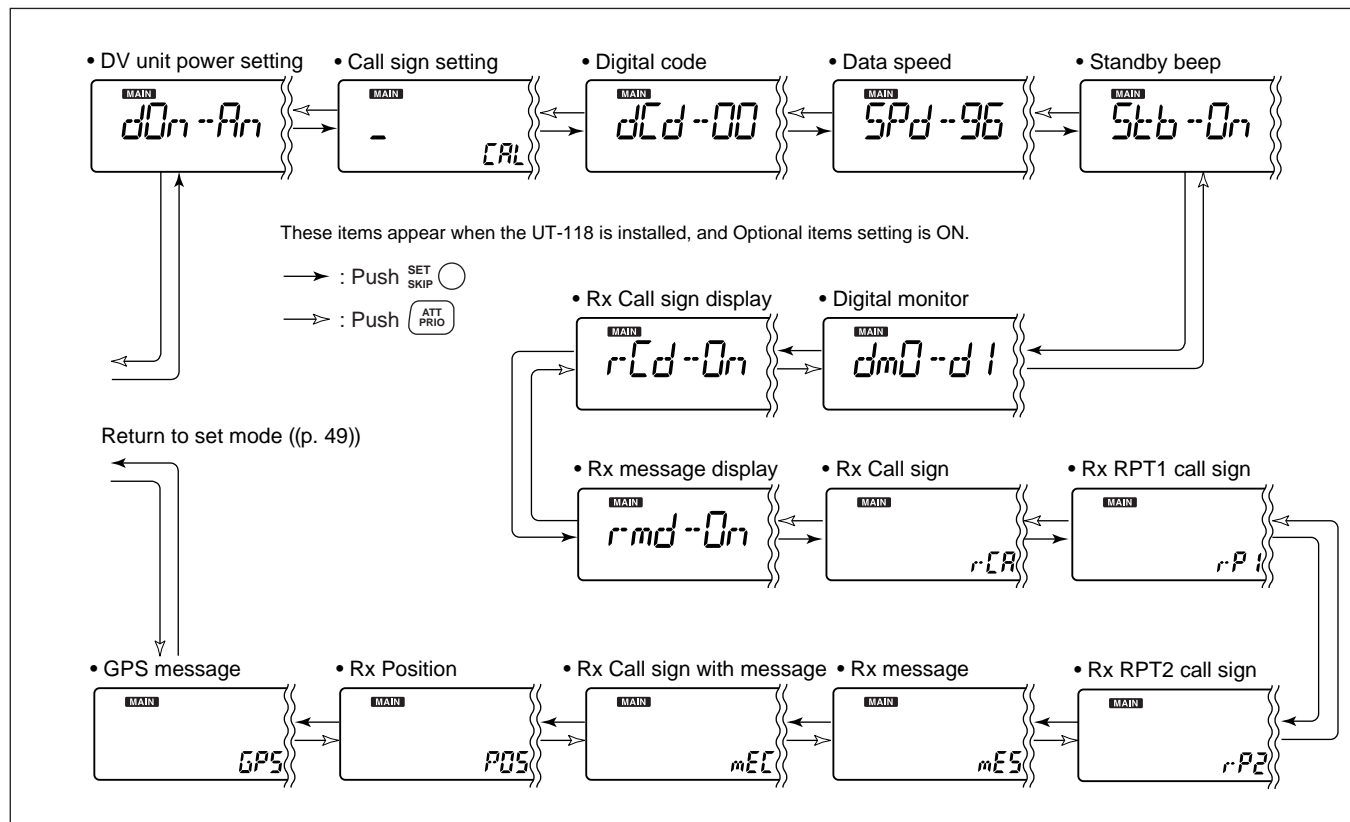 • DV unit power setting
• Call sign setting
• Digital code
• Data speed
• Standby beep
MAIN
dOn-An
MAIN
_
CAL
MAIN
dCd-00
MAIN
SPd-96
MAIN
Stb-On
These items appear when the UT-118 is installed, and Optional items setting is ON.
: Push SET SKIP
: Push ATT PRIO
• Rx Call sign display
• Digital monitor
MAIN
rCd-On
MAIN
dmO-d1
Return to set mode ((p. 49))
• Rx message display
• Rx Call sign
• Rx RPT1 call sign
MAIN
rmd-On
MAIN
rCA
MAIN
rP1
• GPS message
• Rx Position
• Rx Call sign with message
• Rx message
• Rx RPT2 call sign
MAIN
GPS
MAIN
POS
MAIN
mEC
MAIN
mES
MAIN
rP2